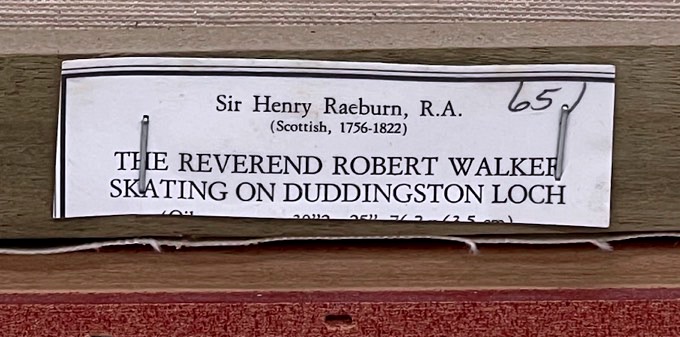 Sir Henry Raeburn, R.A.
65
(Scottish, 1756-1822)
THE REVEREND ROBERT WALKER
SKATING ON DUDDINGSTON LOCH